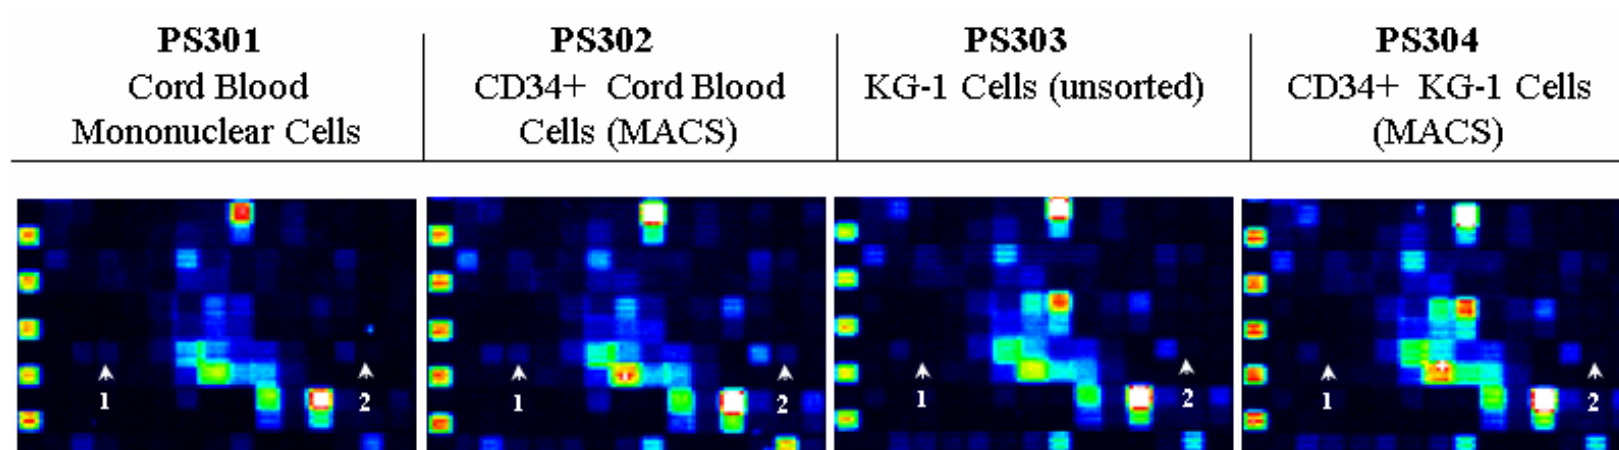 PS301
Cord Blood
Mononuclear Cells
PS302
CD34+ Cord Blood
Cells (MACS)
PS303
KG-1 Cells (unsorted)
PS304
CD34+ KG-1 Cells
(MACS)
1 2
1 2
1 2
1 2